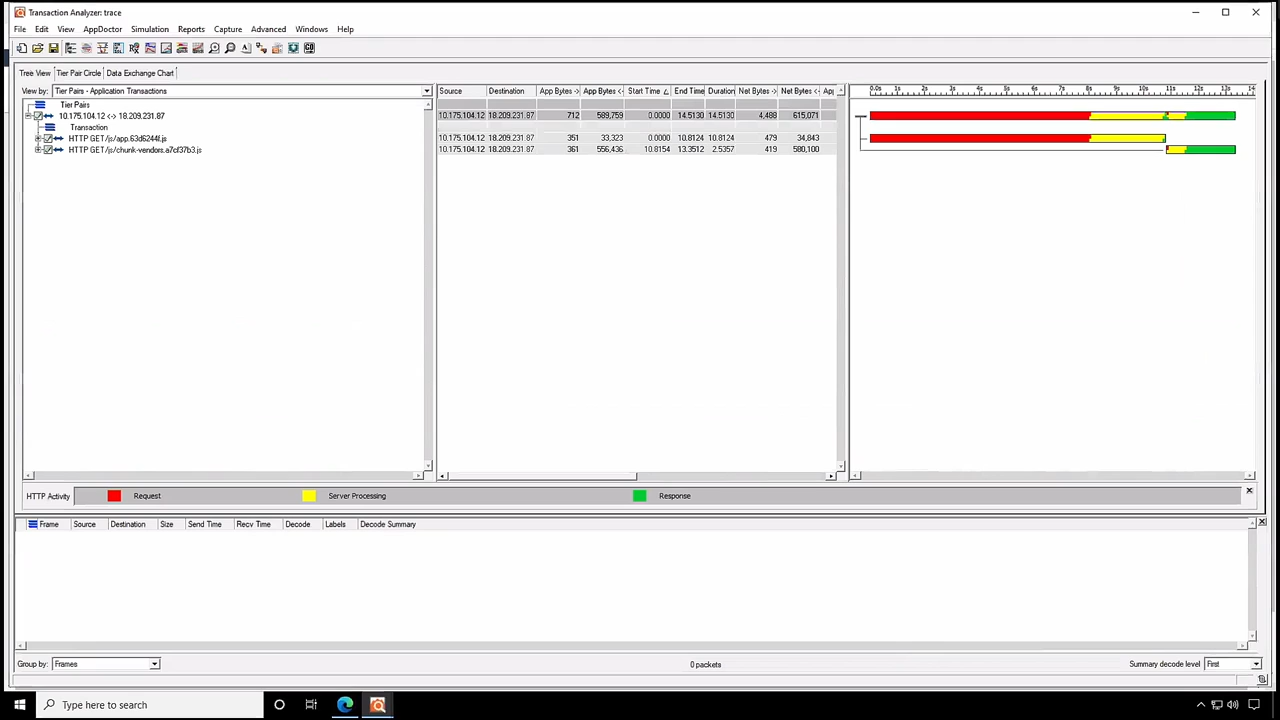 Transaction Analyzer: trace
File Edit View AppDoctor Simulation Reports Capture Advanced Windows Help
Tree View Tier Pair Circle Data Exchange Chart
View by: Tier Pairs - Application Transactions
Tier Pairs
10.175.104.12 <-> 18.209.231.87
Transaction
HTTP GET/js/app.63d6244f.js
HTTP GET/js/chunk-vendors.a7cf37b3.js
Source Destination App Bytes -> App Bytes <- Start Time End Time Duration Net Bytes -> Net Bytes <- App
10.175.104.12 18.209.231.87 712 589,759 0.0000 14.5130 14.5130 4,488 615,071
10.175.104.12 18.209.231.87 351 33,323 0.0000 10.8124 10.8124 479 34,843
10.175.104.12 18.209.231.87 361 556,436 10.8154 13.3512 2.5357 419 580,100
0.0s 1s 2s 3s 4s 5s 6s 7s 8s 9s 10s 11s 12s 13s 14
HTTP Activity Request Server Processing Response
Frame Source Destination Size Send Time Recv Time Decode Labels Decode Summary
Group by: Frames 0 packets Summary decode level First
Type here to search